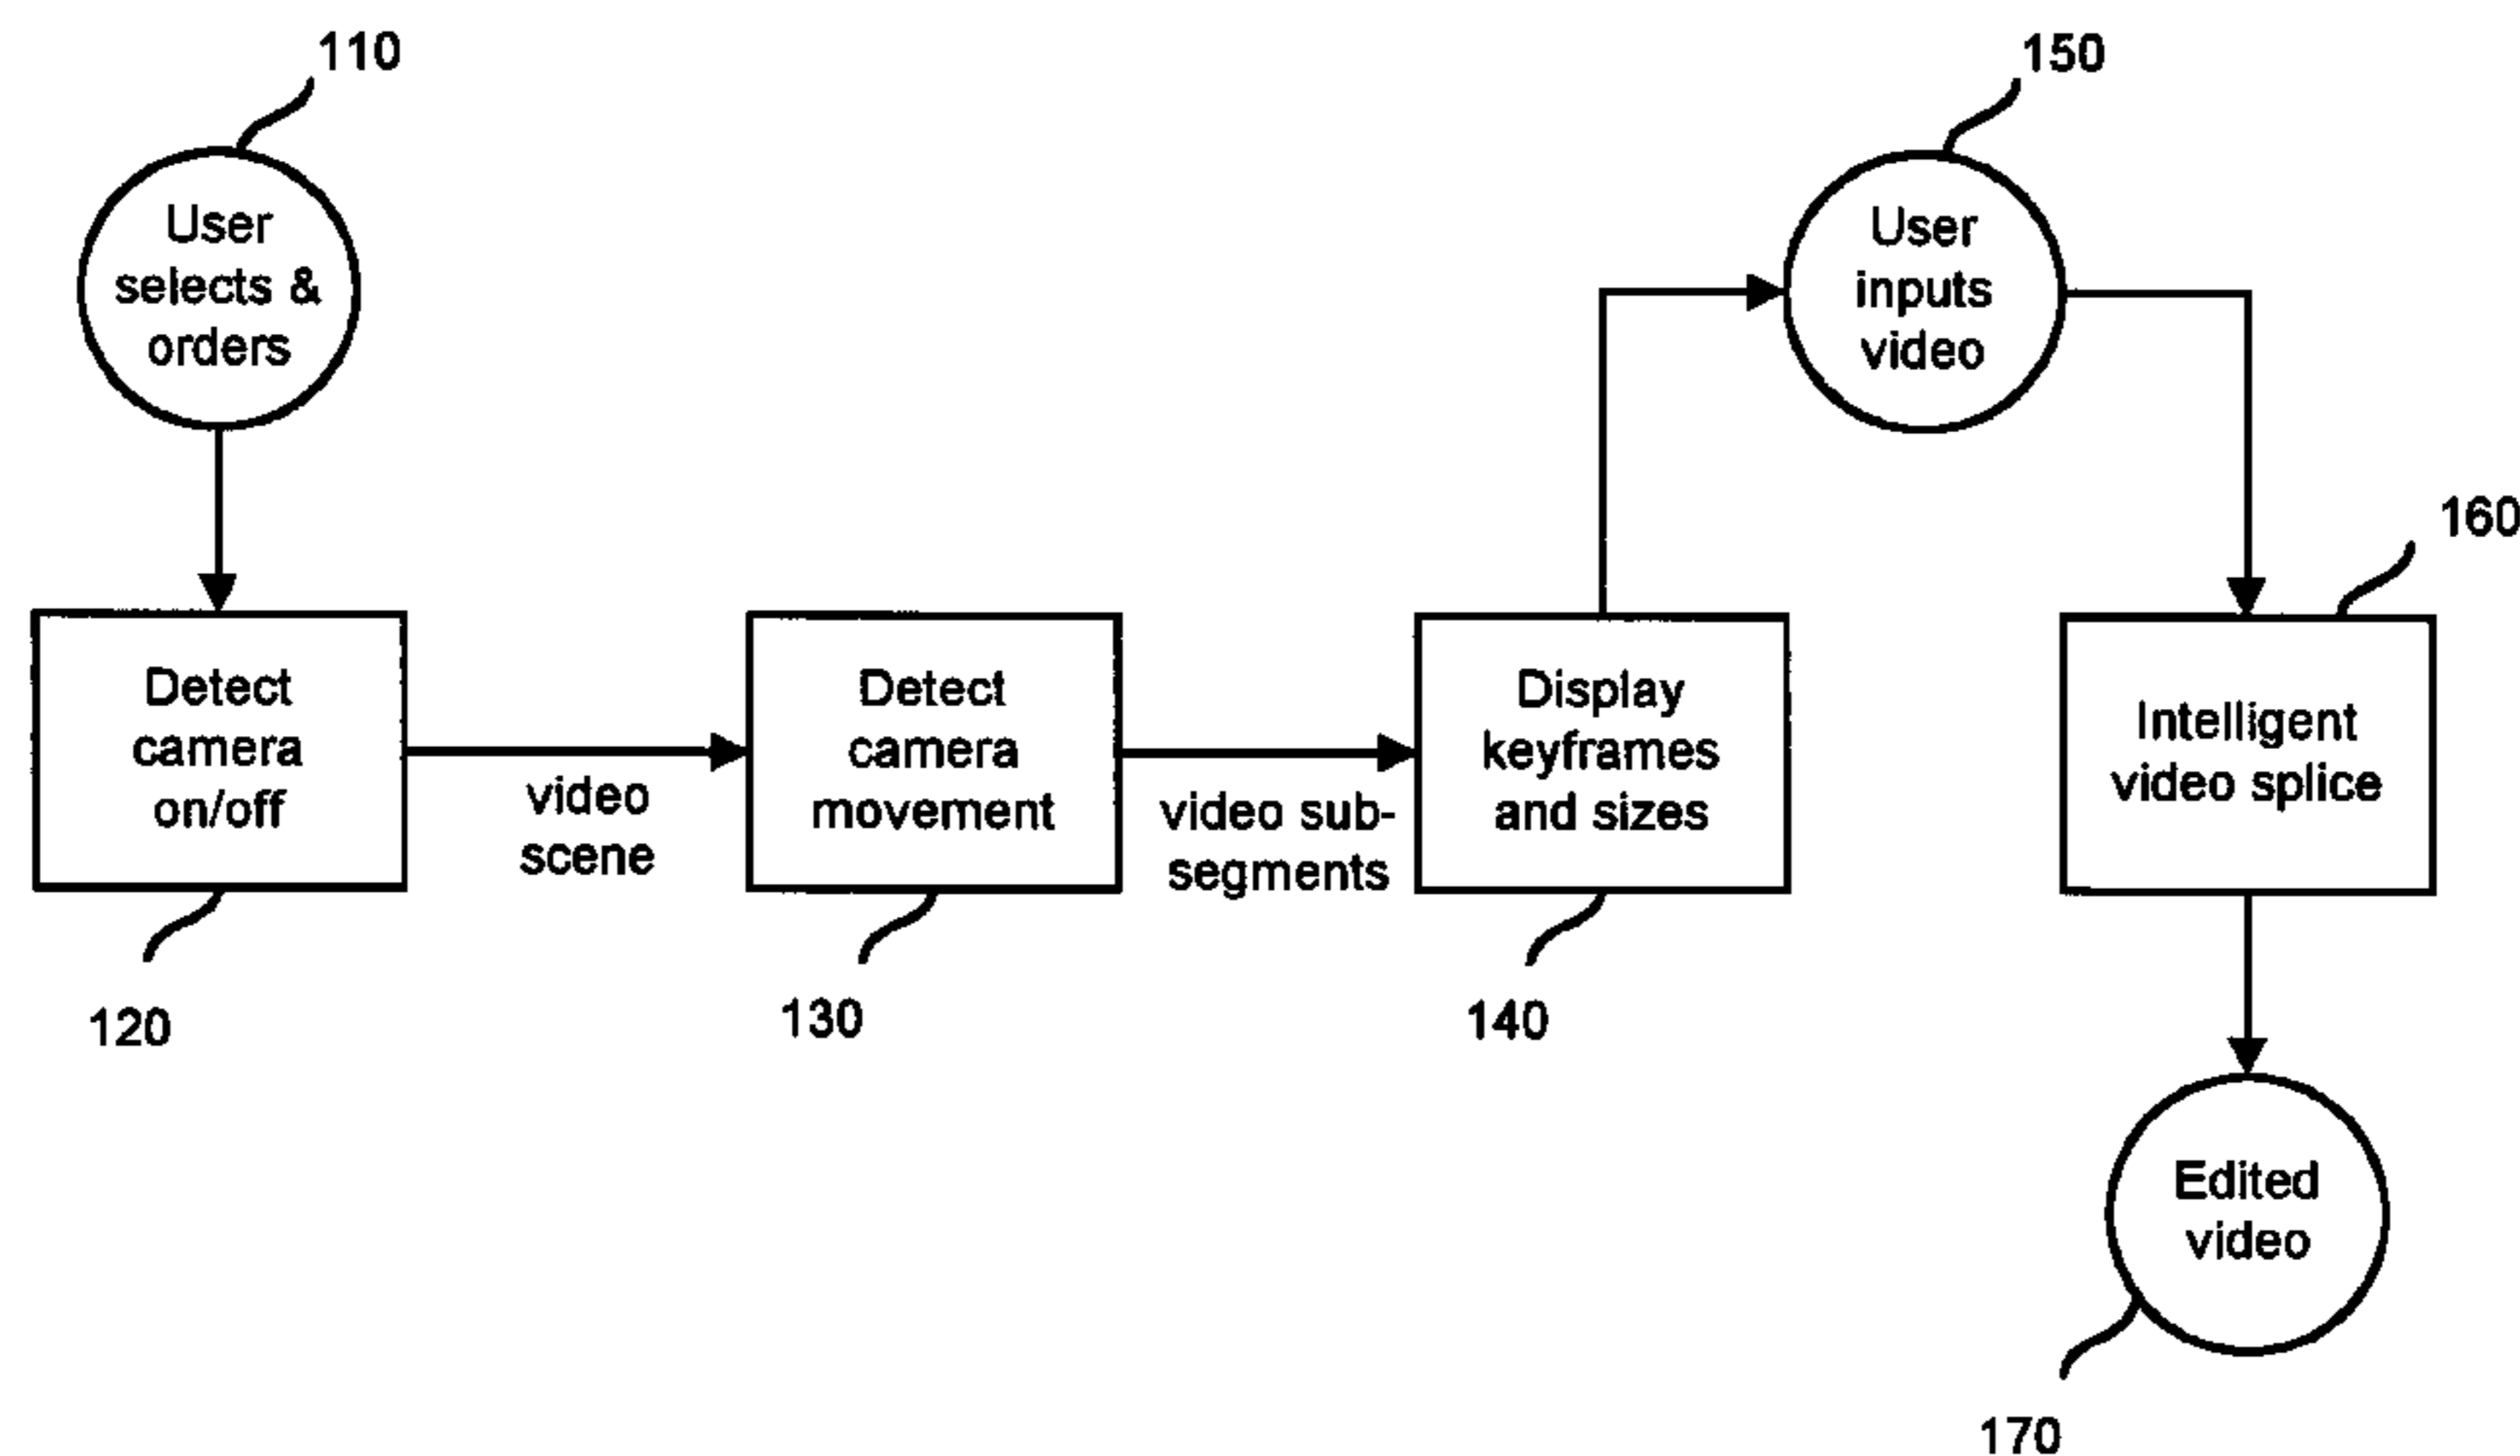 110
User
selects &
orders
Detect
camera
on/off
120
video
scene
Detect
camera
movement
130
video sub-
segments
Display
keyframes
and sizes
140
150
User
inputs
video
160
Intelligent
video splice
Edited
video
170